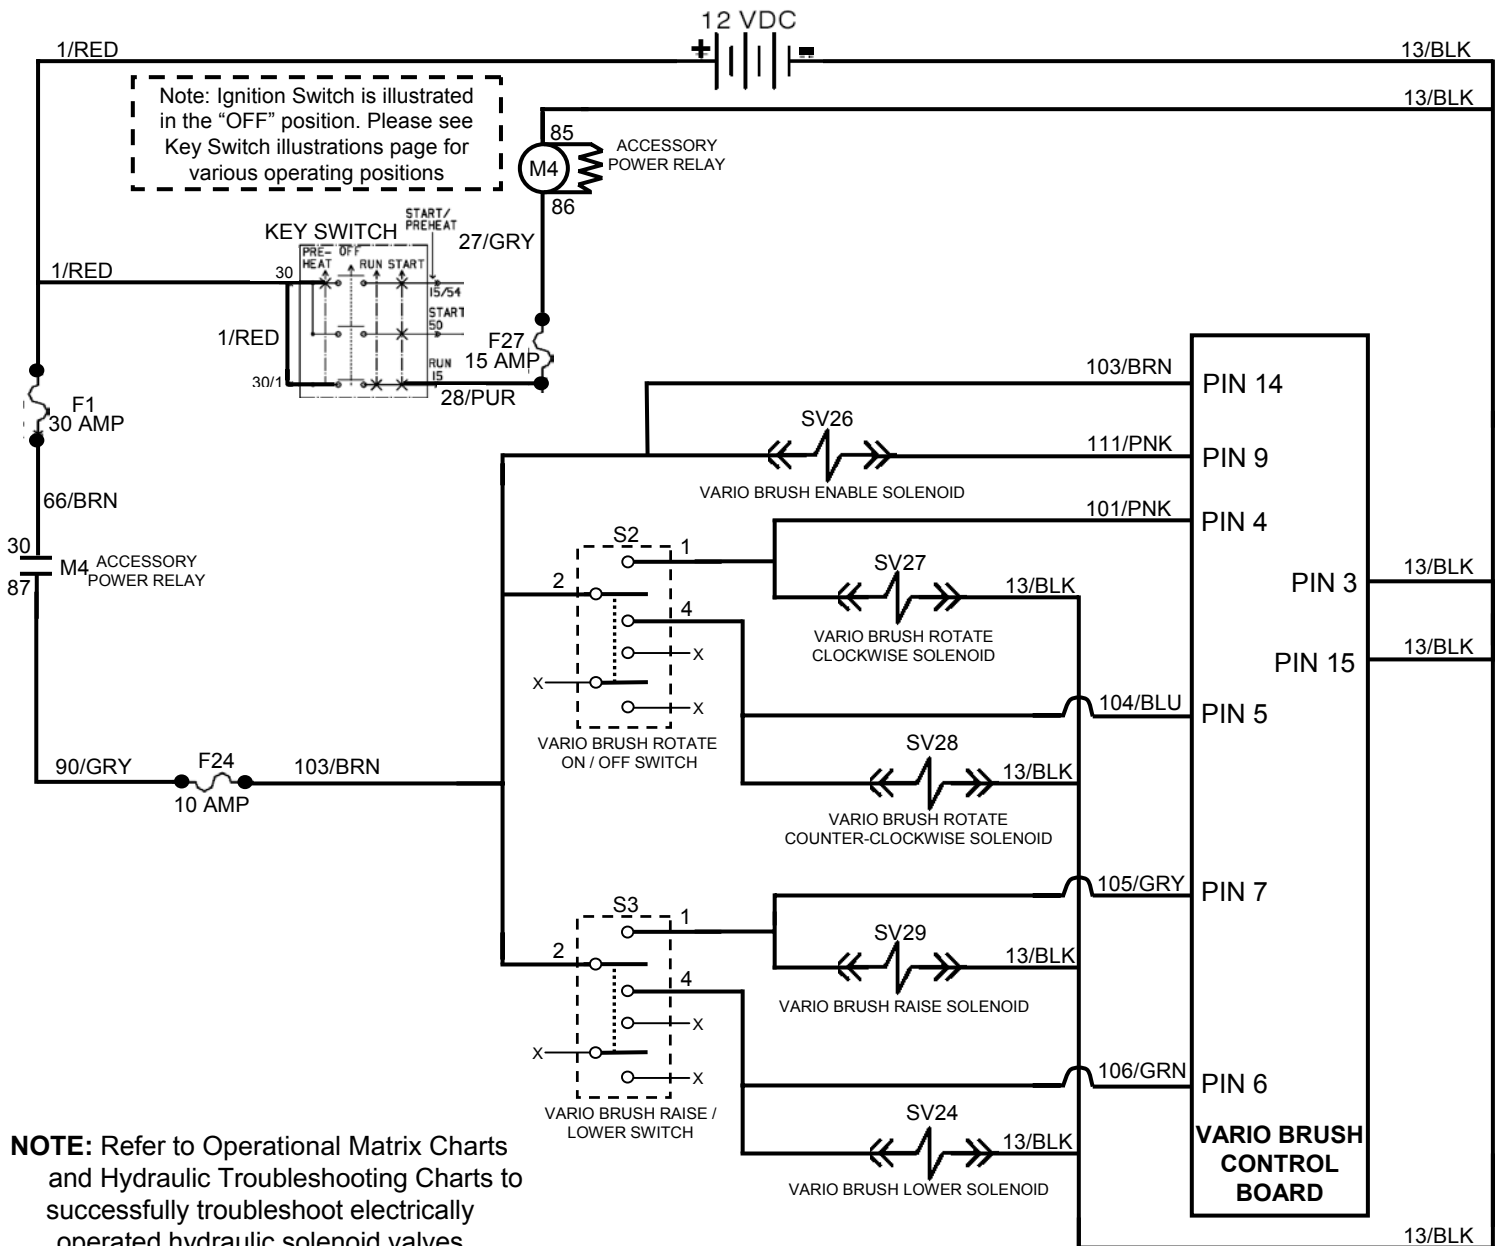 12 VDC
1/RED
+
-
13/BLK
13/BLK
Note: Ignition Switch is illustrated
in the “OFF” position. Please see
Key Switch illustrations page for
various operating positions
85
M4
ACCESSORY
POWER RELAY
86
START/
PREHEAT
KEY SWITCH
27/GRY
PRE-
HEAT
OFF
RUN
START
1/RED
30
15/54
START
50
1/RED
F27
15 AMP
RUN
15
30/1
28/PUR
103/BRN
PIN 14
F1
30 AMP
SV26
111/PNK
PIN 9
VARIO BRUSH ENABLE SOLENOID
66/BRN
101/PNK
PIN 4
S2
1
30
M4
ACCESSORY
POWER RELAY
87
2
SV27
13/BLK
13/BLK
PIN 3
4
VARIO BRUSH ROTATE
CLOCKWISE SOLENOID
X
X
13/BLK
PIN 15
X
104/BLU
PIN 5
VARIO BRUSH ROTATE
ON / OFF SWITCH
SV28
13/BLK
90/GRY
F24
10 AMP
103/BRN
VARIO BRUSH ROTATE
COUNTER-CLOCKWISE SOLENOID
105/GRY
PIN 7
S3
1
2
SV29
13/BLK
4
VARIO BRUSH RAISE SOLENOID
X
X
X
106/GRN
PIN 6
VARIO BRUSH RAISE /
LOWER SWITCH
SV24
13/BLK
VARIO BRUSH LOWER SOLENOID
VARIO BRUSH
CONTROL
BOARD
NOTE: Refer to Operational Matrix Charts
and Hydraulic Troubleshooting Charts to
successfully troubleshoot electrically
operated hydraulic solenoid valves
13/BLK